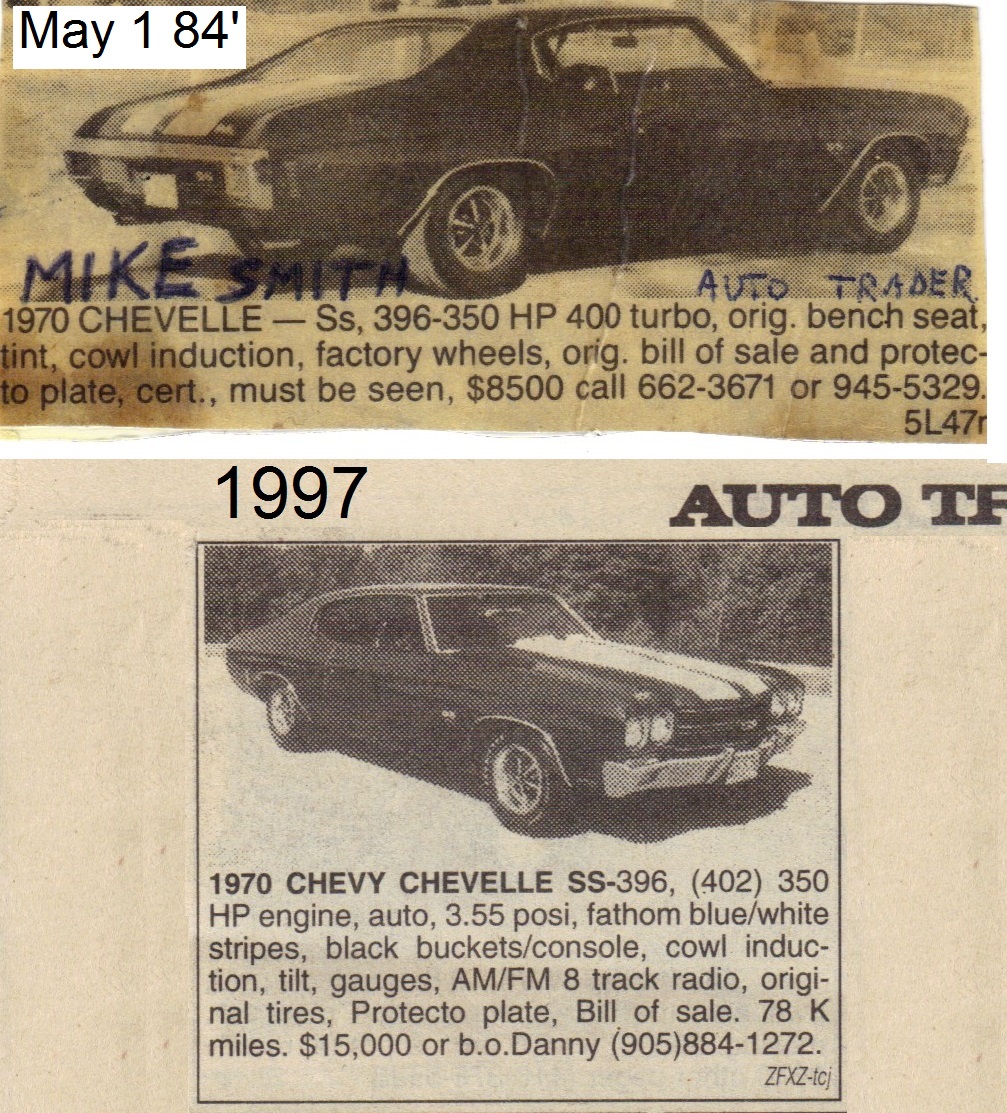 May 1 84'
MIKE SMITH
AUTO TRADER
1970 CHEVELLE — Ss, 396-350 HP 400 turbo, orig. bench seat,
tint, cowl induction, factory wheels, orig. bill of sale and protec-
to plate, cert., must be seen, $8500 call 662-3671 or 945-5329.
5L47r
1997
AUTO TR
1970 CHEVY CHEVELLE SS-396, (402) 350
HP engine, auto, 3.55 posi, fathom blue/white
stripes, black buckets/console, cowl induc-
tion, tilt, gauges, AM/FM 8 track radio, origi-
nal tires, Protecto plate, Bill of sale. 78 K
miles. $15,000 or b.o.Danny (905)884-1272.
ZFXZ-tcj